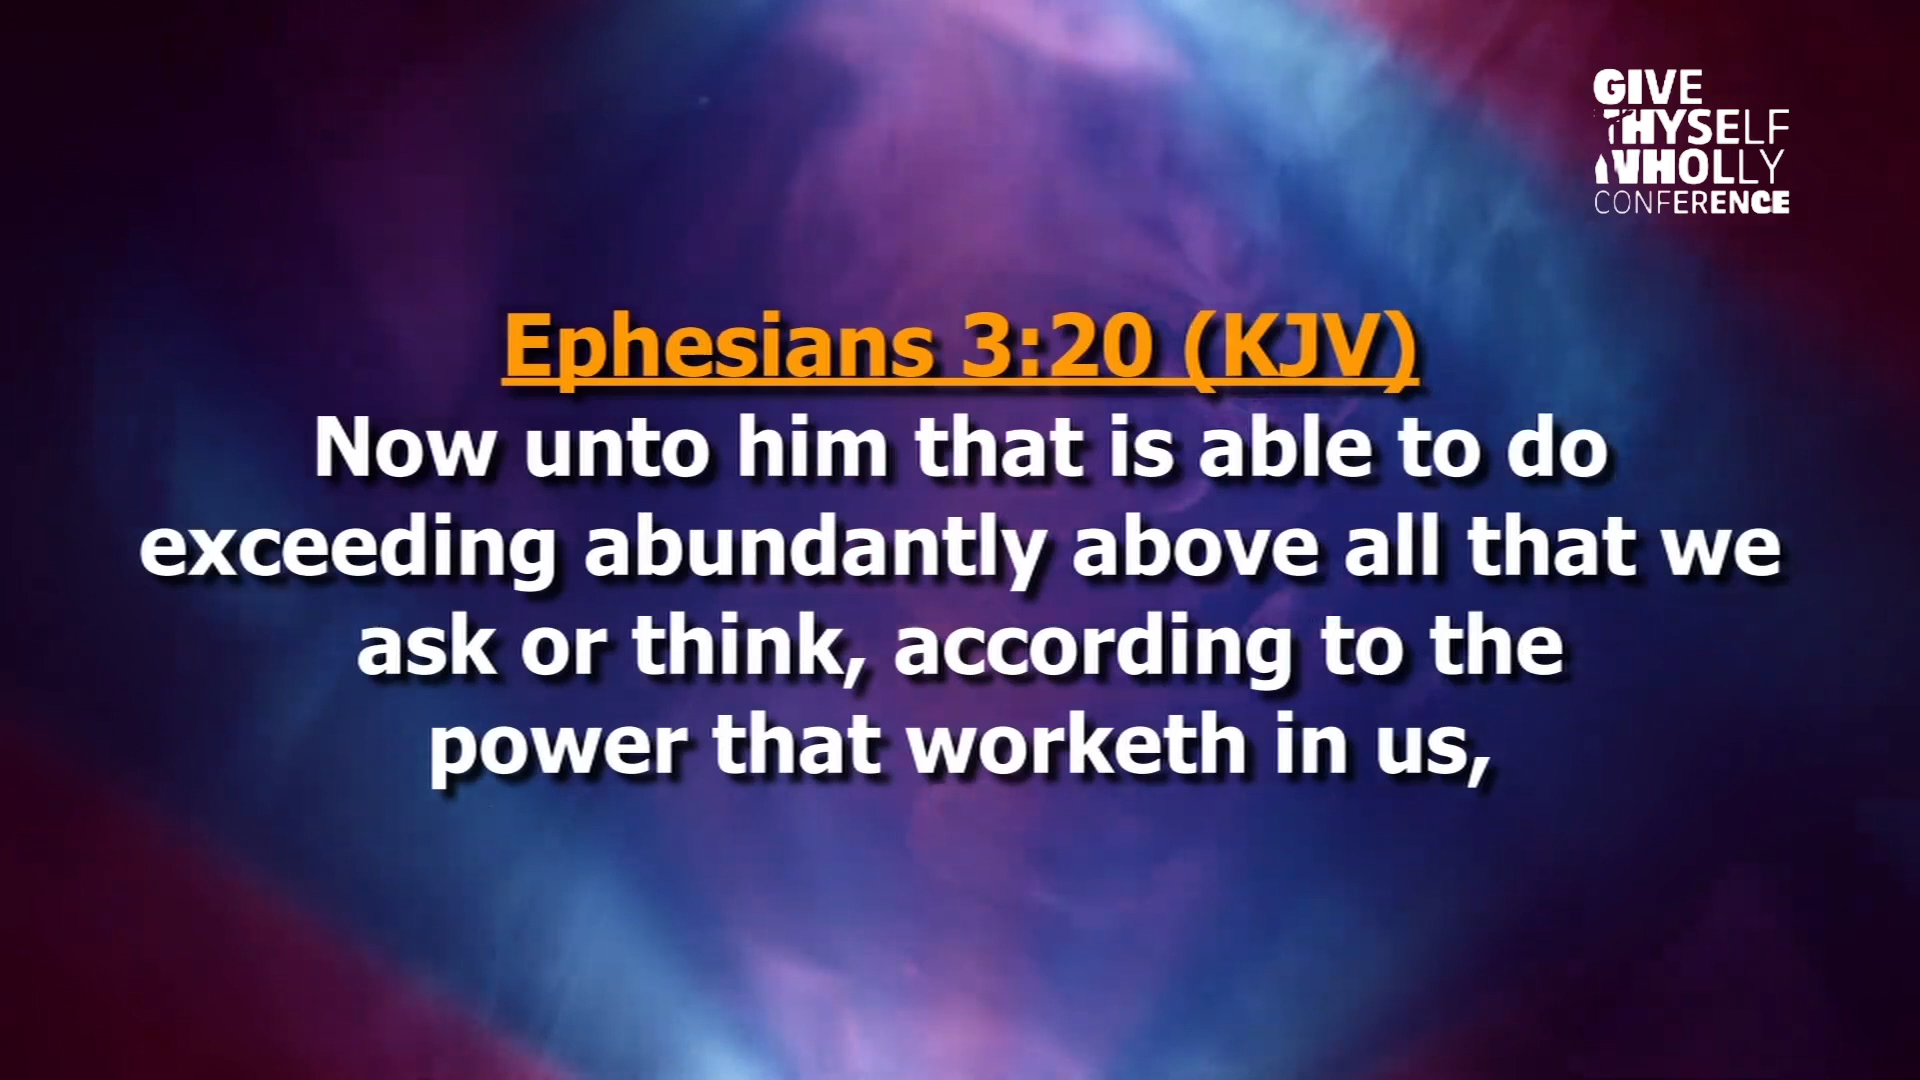 GIVE
THYSELF
WHOLLY
CONFERENCE
Ephesians 3:20 (KJV)
Now unto him that is able to do
exceeding abundantly above all that we
ask or think, according to the
power that worketh in us,